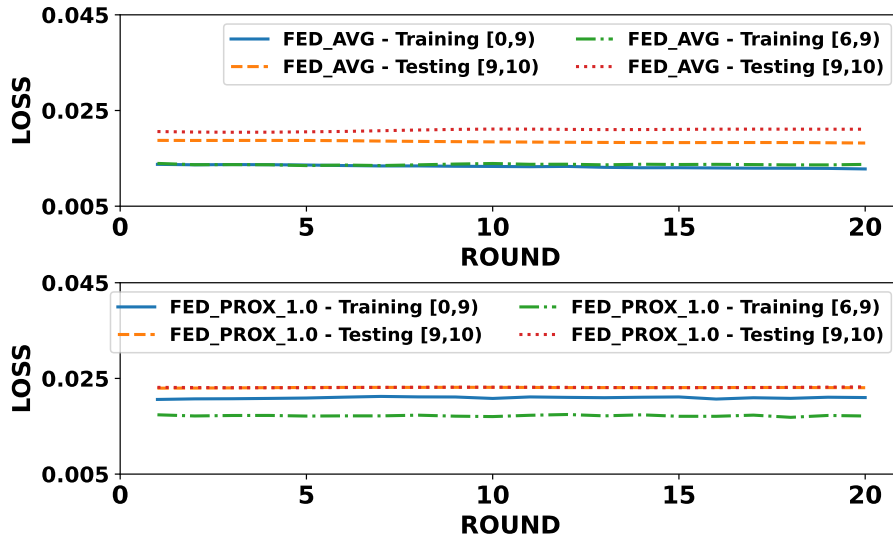 0.045
FED_AVG - Training [0,9) FED_AVG - Training [6,9)
FED_AVG - Testing [9,10) FED_AVG - Testing [9,10)
LOSS
0.025
0.005
0 5 10 15 20
ROUND
0.045
FED_PROX_1.0 - Training [0,9) FED_PROX_1.0 - Training [6,9)
FED_PROX_1.0 - Testing [9,10) FED_PROX_1.0 - Testing [9,10)
LOSS
0.025
0.005
0 5 10 15 20
ROUND